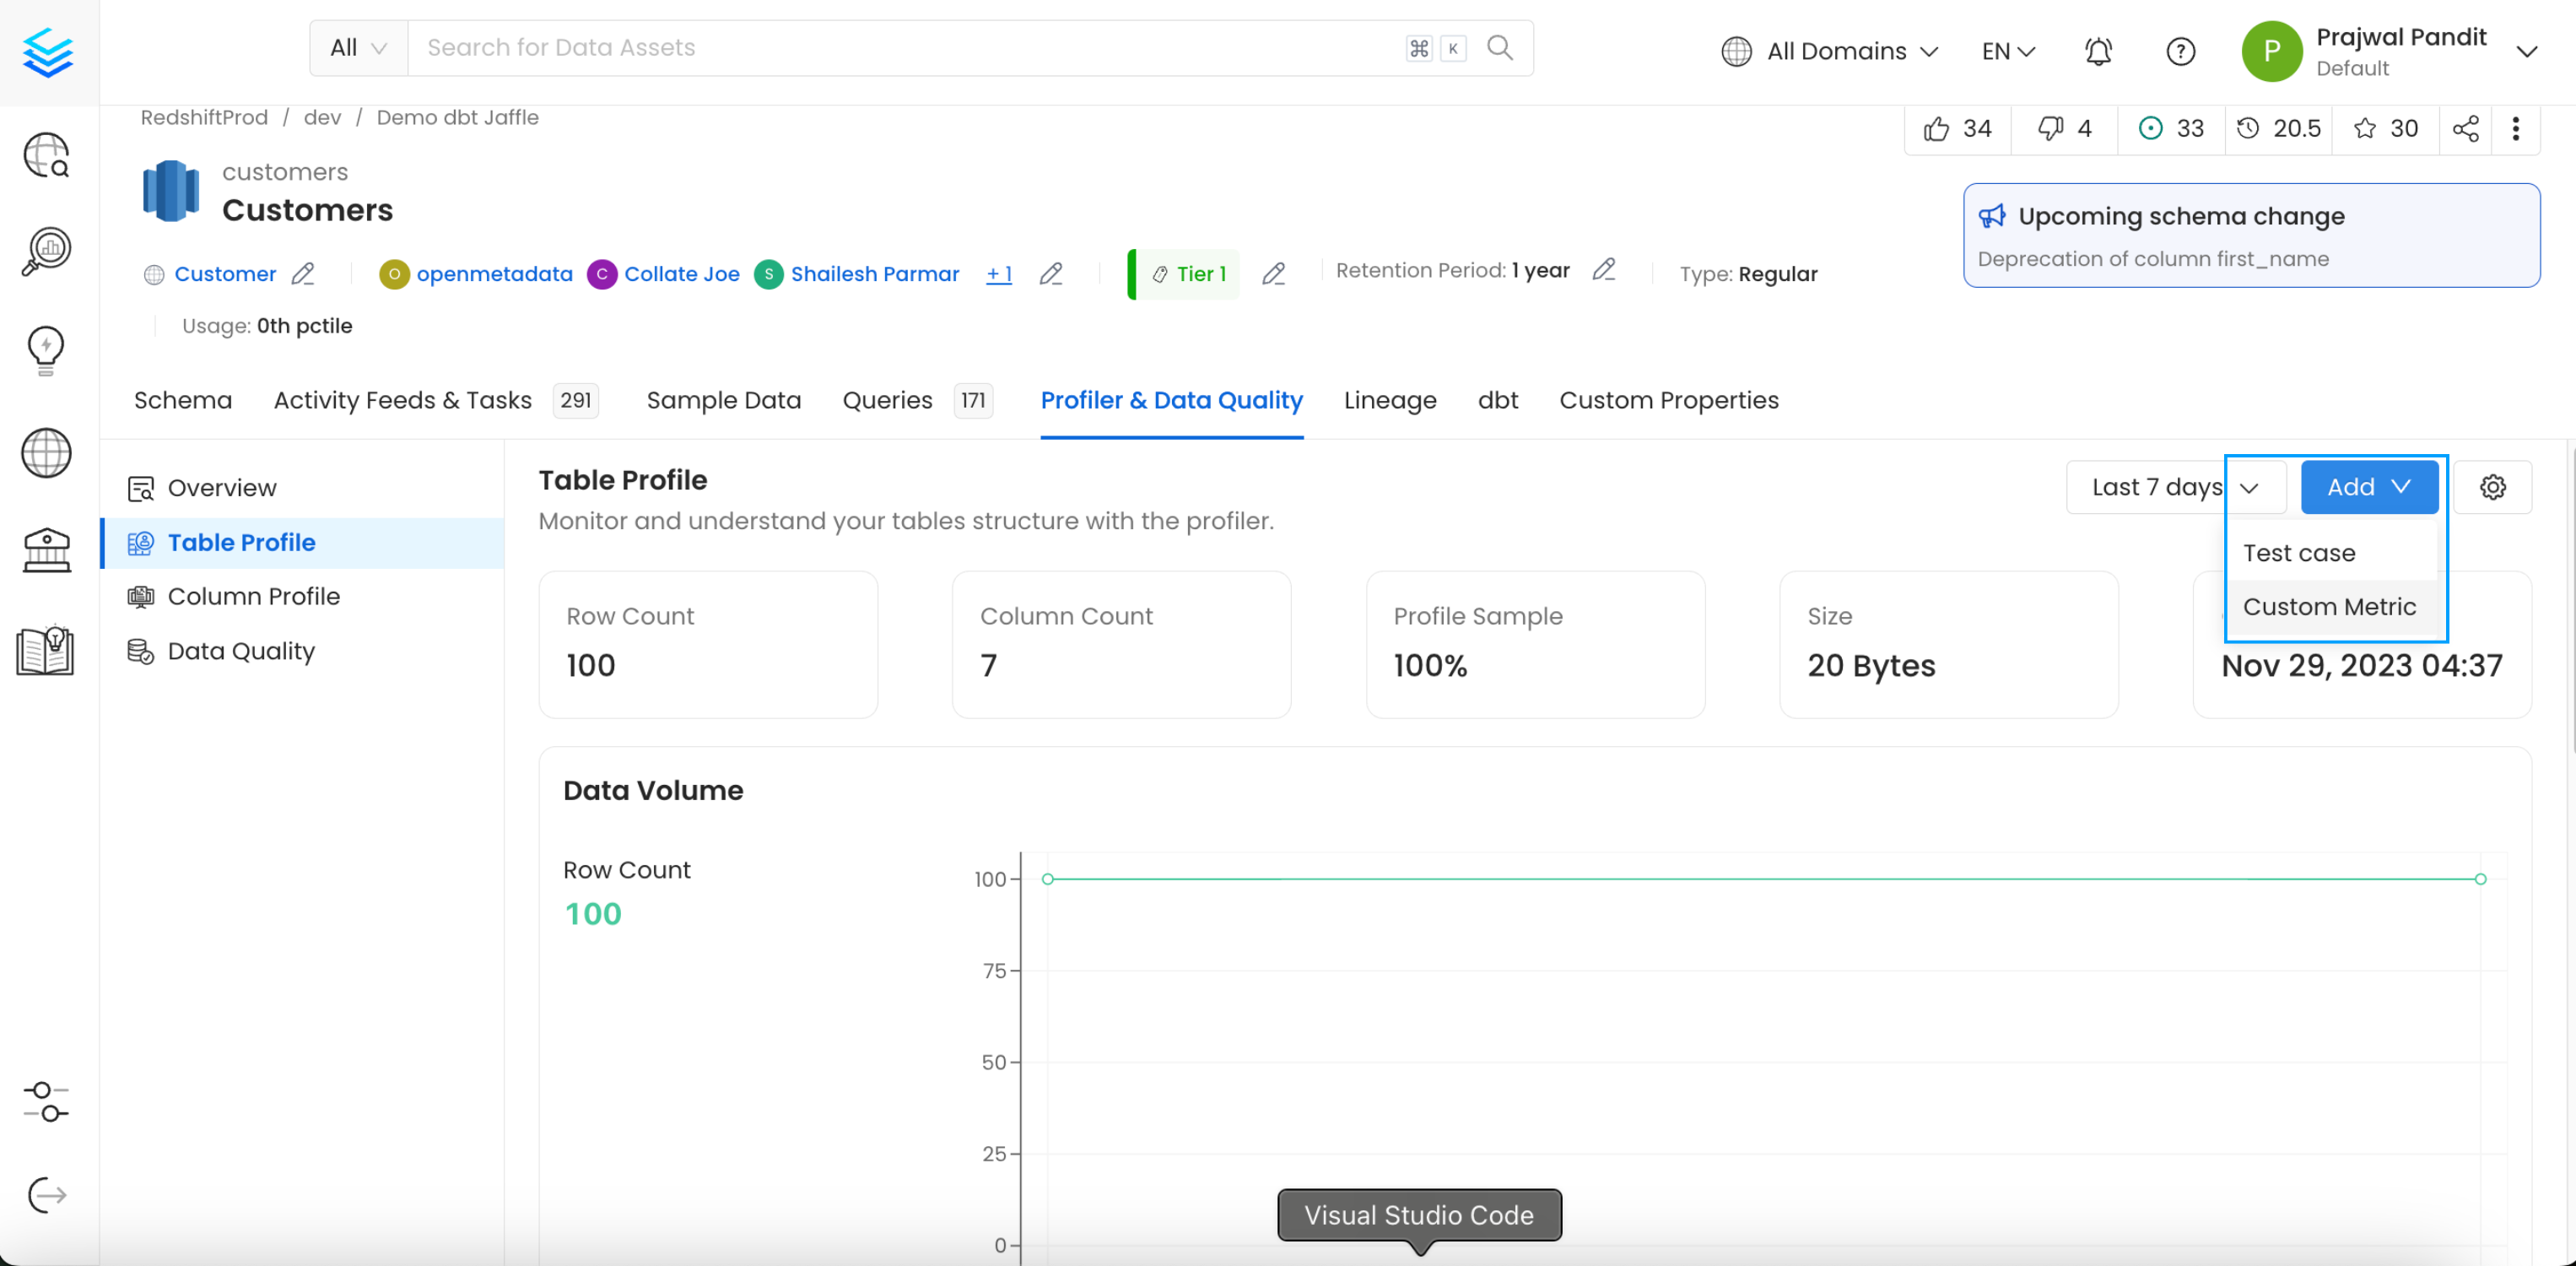 All
Search for Data Assets
⌘ K
All Domains
EN
P
Prajwal Pandit
Default
RedshiftProd / dev / Demo dbt Jaffle
34
4
33
20.5
30
customers
Customers
Upcoming schema change
Deprecation of column first_name
Customer
O openmetadata
C Collate Joe
S Shailesh Parmar
+ 1
Tier 1
Retention Period: 1 year
Type: Regular
Usage: 0th pctile
Schema
Activity Feeds & Tasks 291
Sample Data
Queries 171
Profiler & Data Quality
Lineage
dbt
Custom Properties
Overview
Table Profile
Column Profile
Data Quality
Table Profile
Monitor and understand your tables structure with the profiler.
Last 7 days
Add
Test case
Custom Metric
Row Count
100
Column Count
7
Profile Sample
100%
Size
20 Bytes
Nov 29, 2023 04:37
Data Volume
Row Count
100
100
75
50
25
0
Visual Studio Code